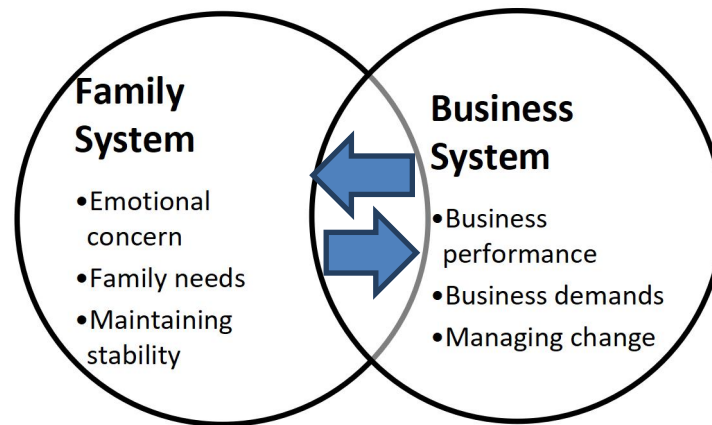 Family
System
•Emotional
concern
•Family needs
•Maintaining
stability
Business
System
•Business
performance
•Business demands
•Managing change